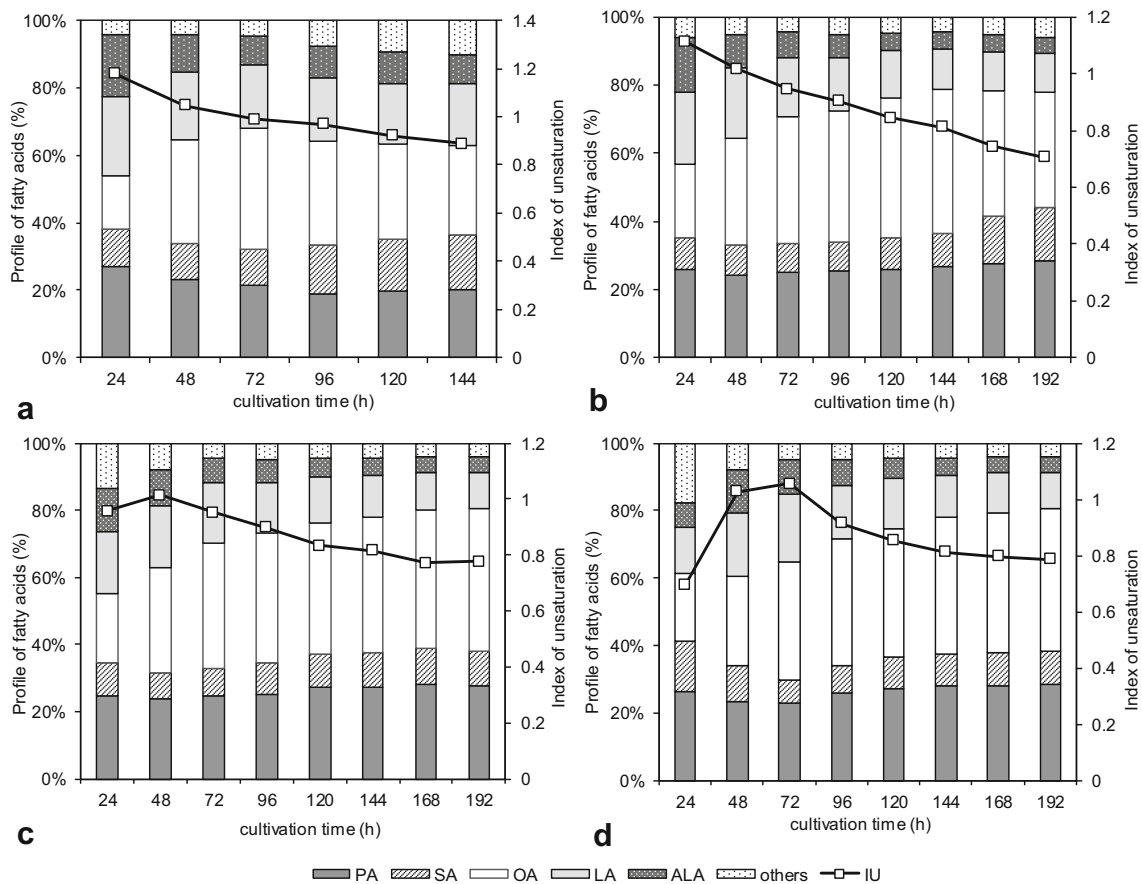 100%
80%
60%
40%
20%
0%
Profile of fatty acids (%)
1.4
1.2
1
0.8
0.6
0.4
0.2
0
Index of unsaturation
24 48 72 96 120 144
cultivation time (h)
a
100%
80%
60%
40%
20%
0%
Profile of fatty acids (%)
1.2
1
0.8
0.6
0.4
0.2
0
Index of unsaturation
24 48 72 96 120 144 168 192
cultivation time (h)
b
100%
80%
60%
40%
20%
0%
Profile of fatty acids (%)
1.2
1
0.8
0.6
0.4
0.2
0
Index of unsaturation
24 48 72 96 120 144 168 192
cultivation time (h)
c
100%
80%
60%
40%
20%
0%
Profile of fatty acids (%)
1.2
1
0.8
0.6
0.4
0.2
0
Index of unsaturation
24 48 72 96 120 144 168 192
cultivation time (h)
d
PA SA OA LA ALA others IU